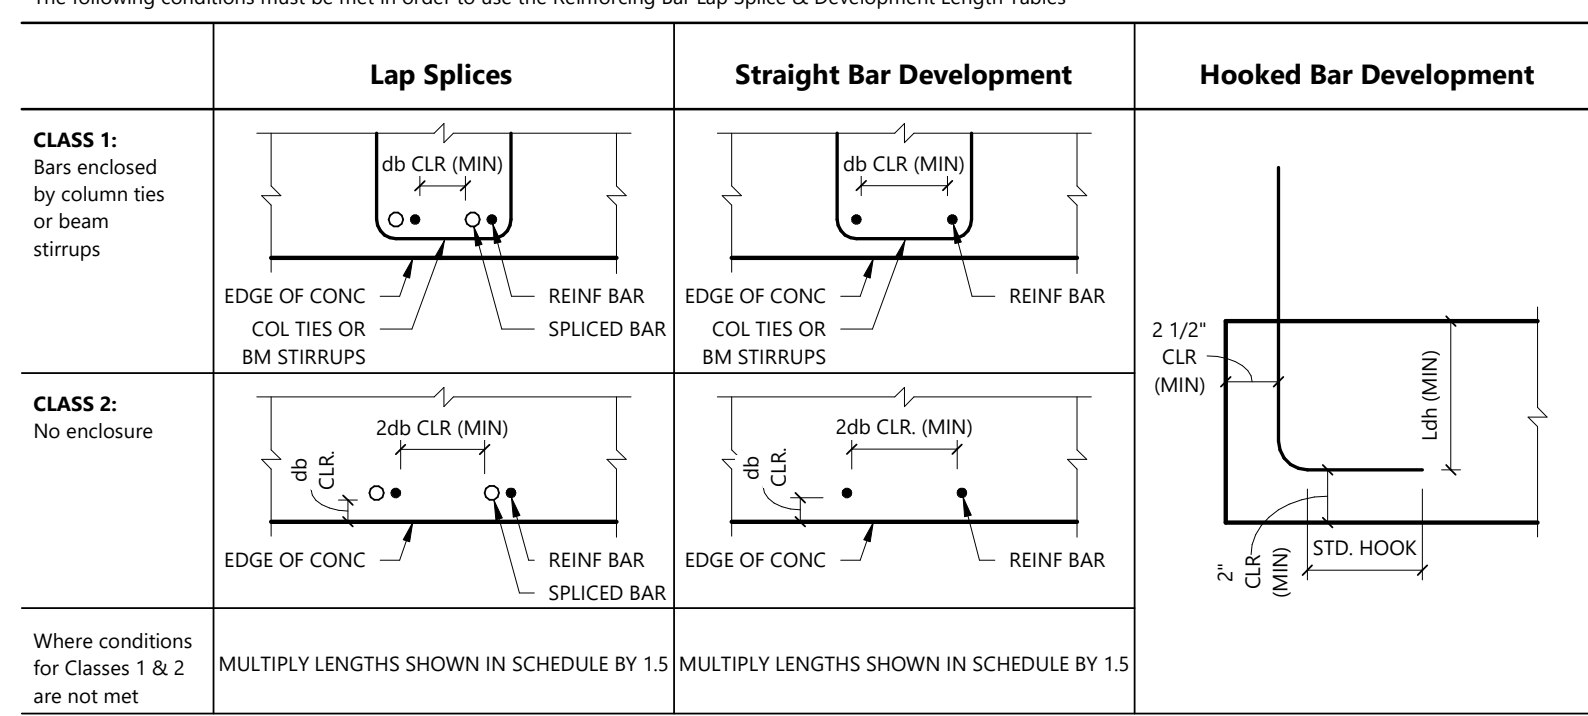 The following conditions must be met in order to use the Reinforcing Bar Lap Splice & Development Length Tables
Lap Splices
Straight Bar Development
Hooked Bar Development
CLASS 1:
Bars enclosed
by column ties
or beam
stirrups
db CLR (MIN)
EDGE OF CONC
REINF BAR
COL TIES OR
BM STIRRUPS
SPLICED BAR
db CLR (MIN)
EDGE OF CONC
REINF BAR
COL TIES OR
BM STIRRUPS
2 1/2"
CLR
(MIN)
Ldh (MIN)
2"
CLR
(MIN)
STD. HOOK
CLASS 2:
No enclosure
2db CLR (MIN)
db
CLR.
EDGE OF CONC
REINF BAR
SPLICED BAR
2db CLR. (MIN)
db
CLR.
EDGE OF CONC
REINF BAR
Where conditions
for Classes 1 & 2
are not met
MULTIPLY LENGTHS SHOWN IN SCHEDULE BY 1.5
MULTIPLY LENGTHS SHOWN IN SCHEDULE BY 1.5